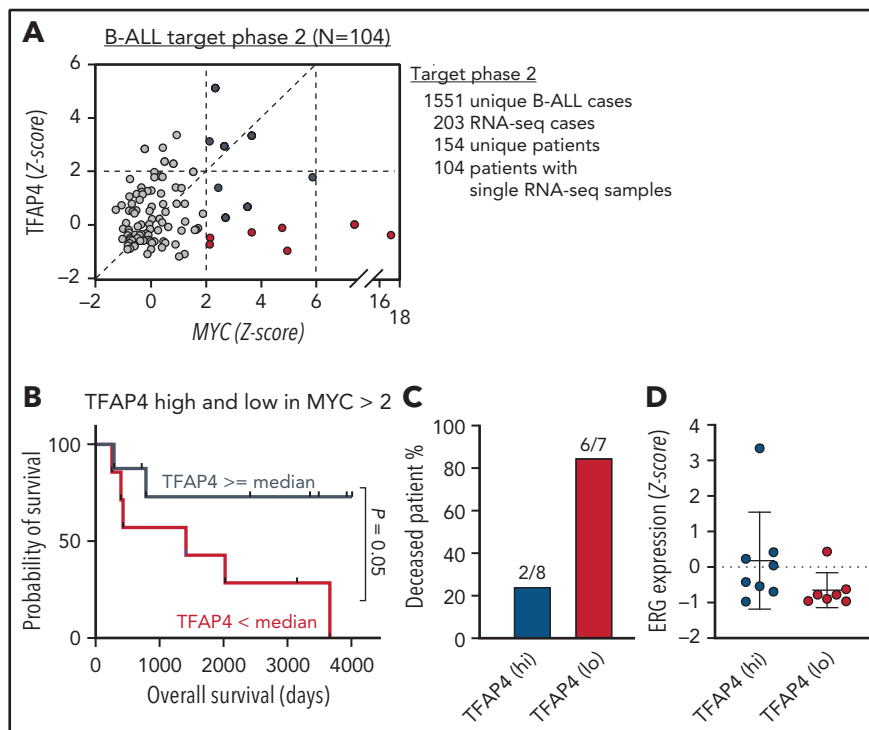 A
B-ALL target phase 2 (N=104)
6
4
2
0
–2
TFAP4 (Z-score)
–2
0
2
4
6
16
18
MYC (Z-score)
Target phase 2
1551 unique B-ALL cases
203 RNA-seq cases
154 unique patients
104 patients with
single RNA-seq samples
B
TFAP4 high and low in MYC > 2
100
50
0
Probability of survival
TFAP4 >= median
TFAP4 < median
P = 0.05
0
1000
2000
3000
4000
Overall survival (days)
C
100
80
60
40
20
0
Deceased patient %
2/8
6/7
TFAP4 (hi)
TFAP4 (lo)
D
4
3
2
1
0
–1
–2
ERG expression (Z-score)
TFAP4 (hi)
TFAP4 (lo)